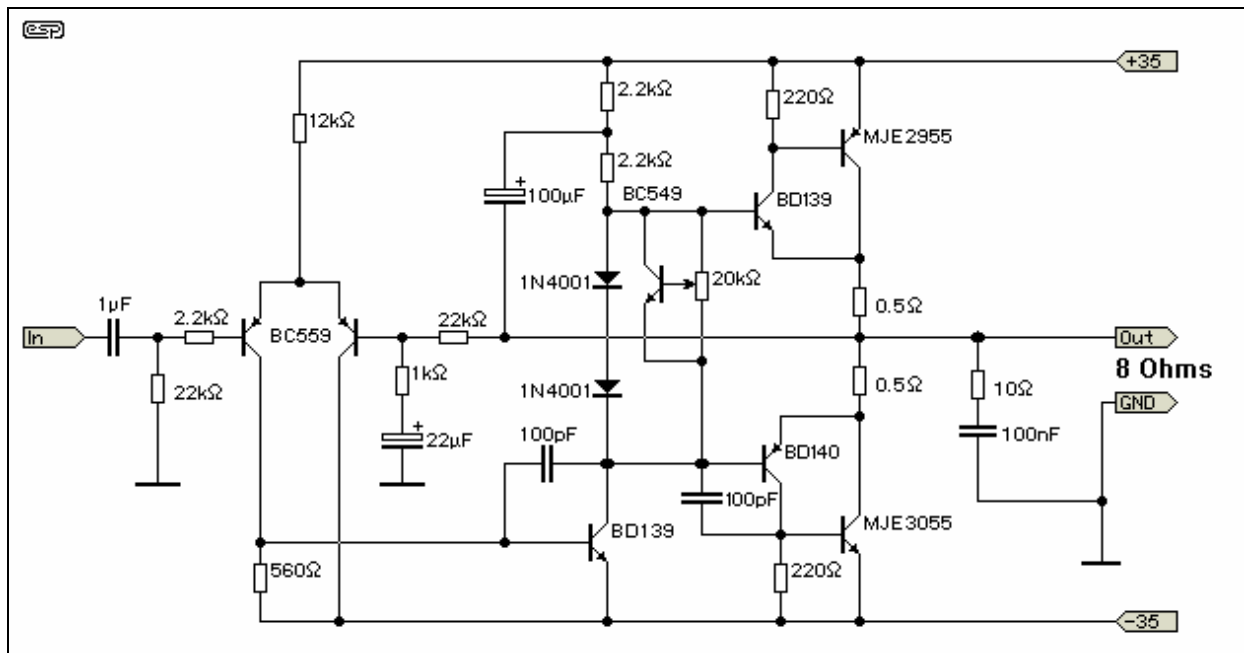 esp
+35
2.2kΩ
220Ω
12kΩ
MJE2955
2.2kΩ
BC549
BD139
+
100µF
1N4001
20kΩ
0.5Ω
1µF
2.2kΩ
22kΩ
In
BC559
Out
8 Ohms
1kΩ
1N4001
0.5Ω
10Ω
22kΩ
GND
+
22µF
100pF
100nF
BD140
100pF
BD139
MJE3055
560Ω
220Ω
-35